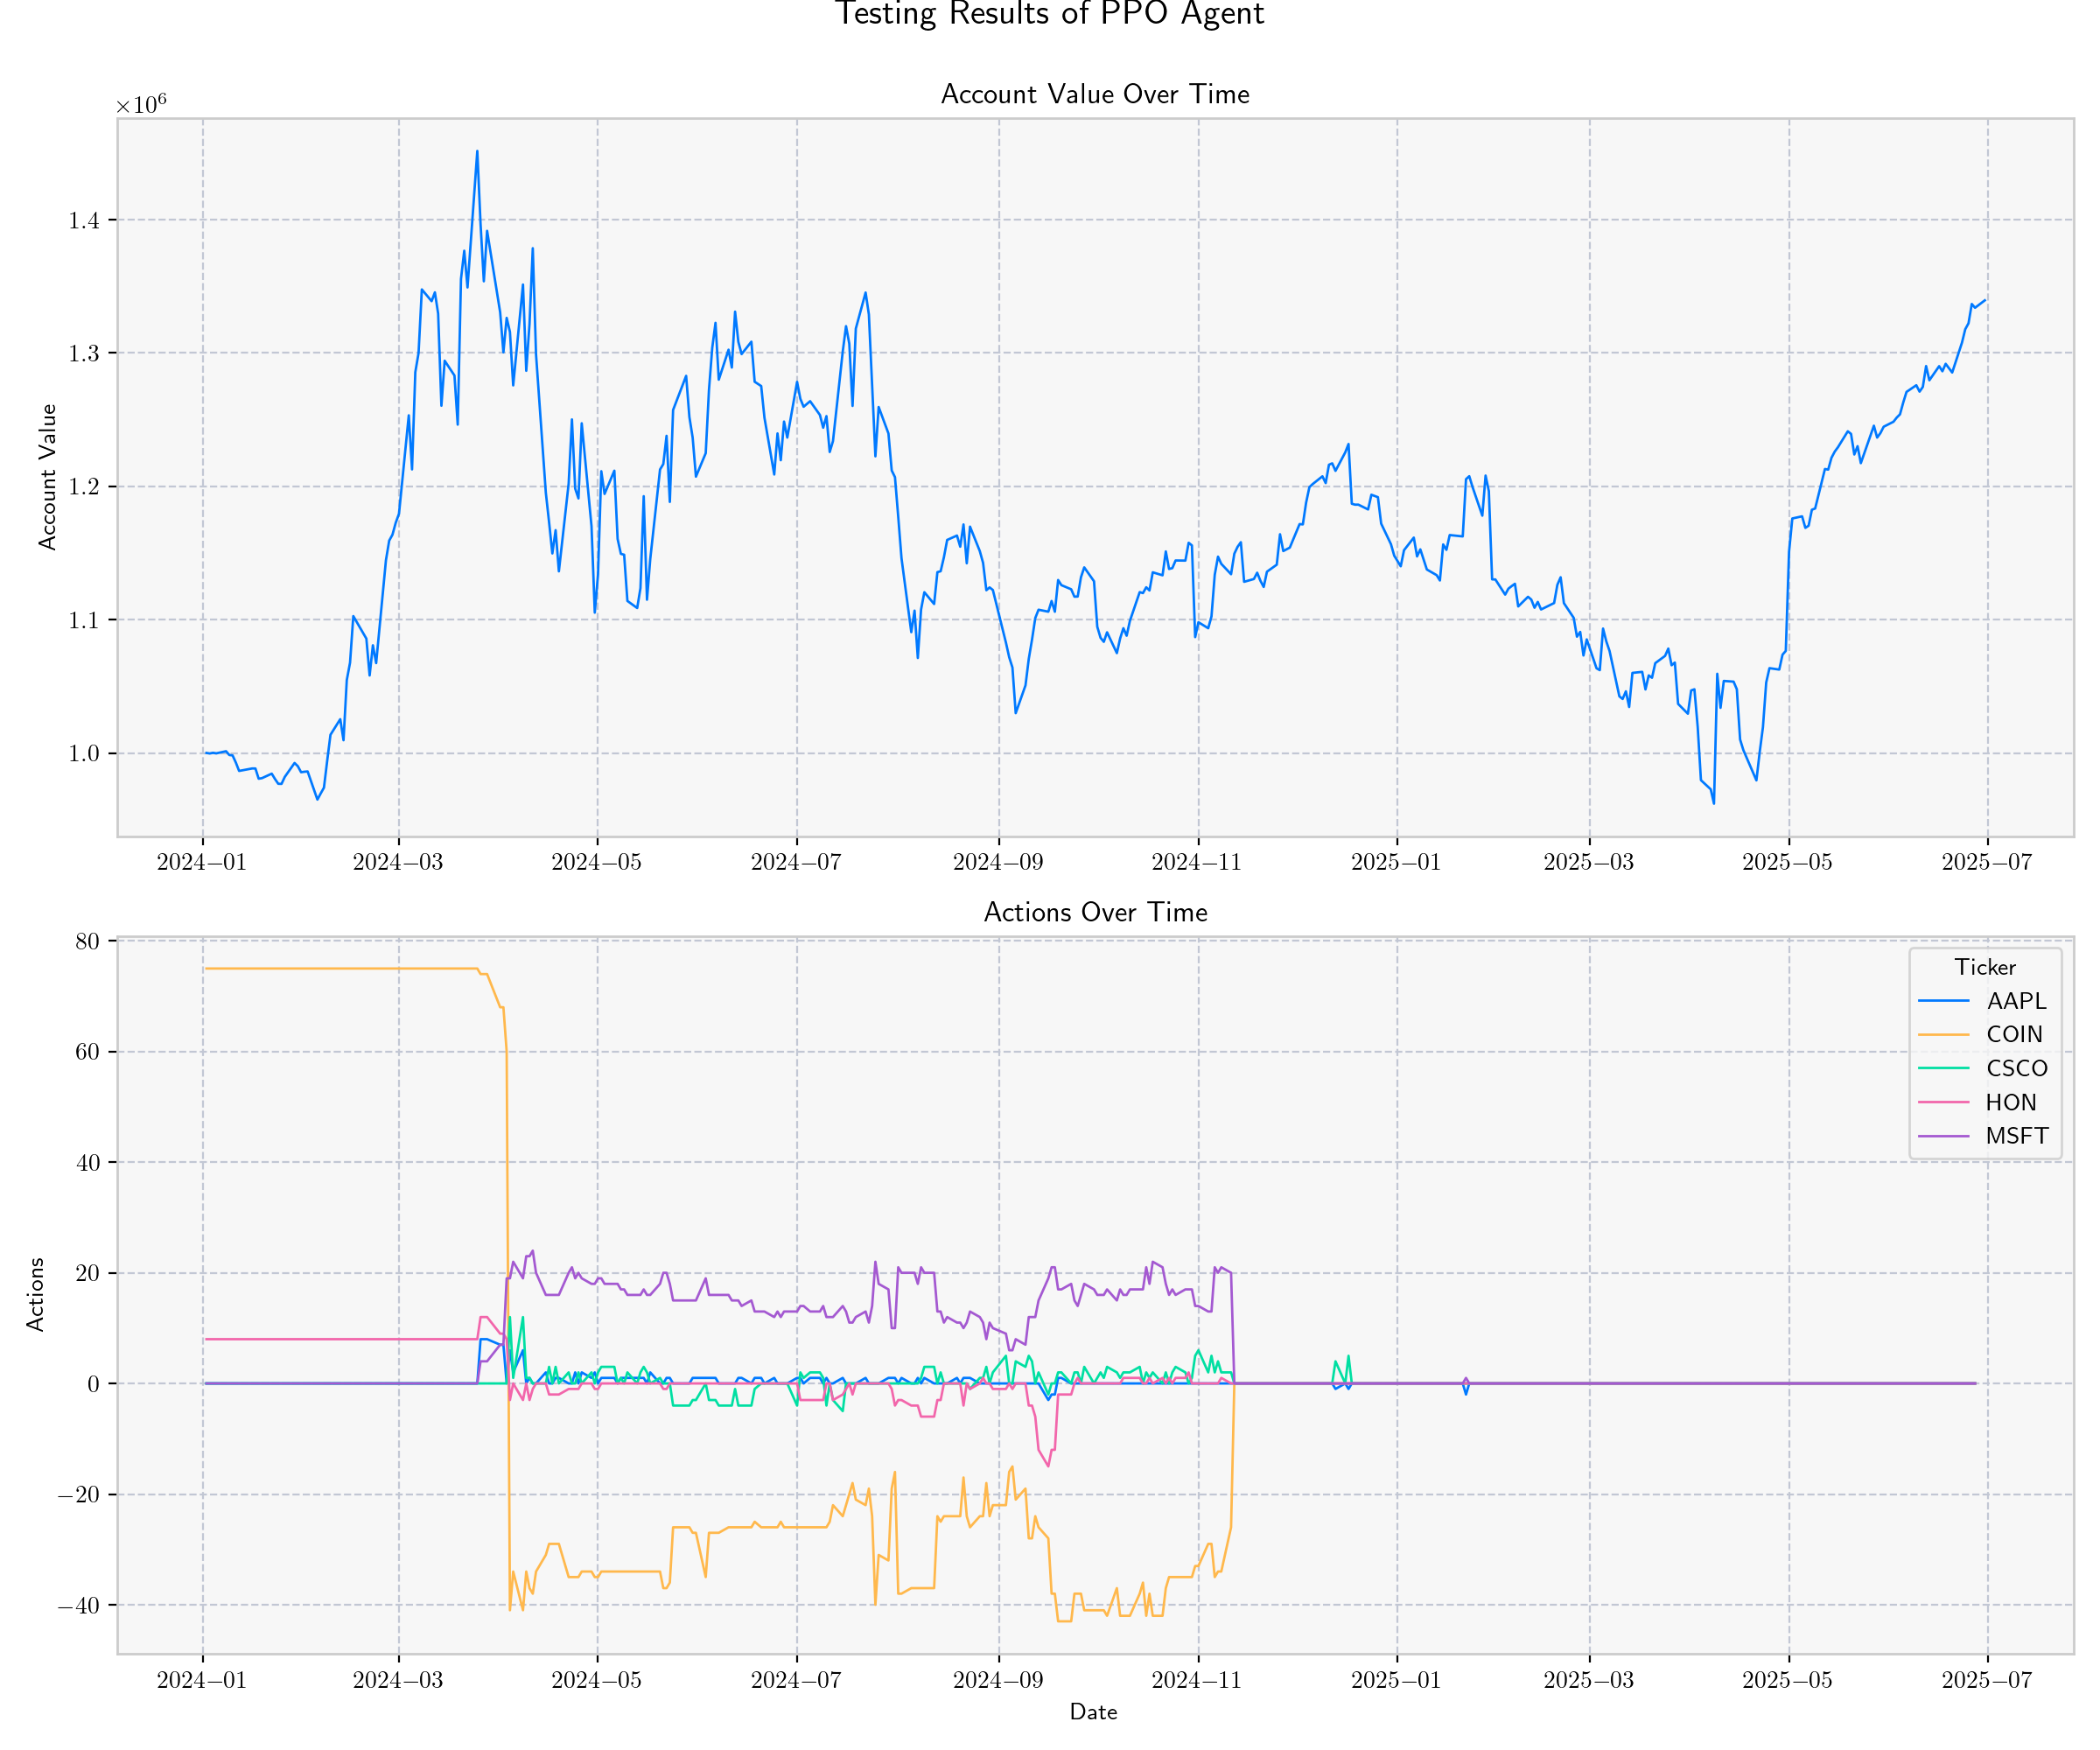 Testing Results of PPO Agent
Account Value Over Time
×10⁶
Account Value
1.4
1.3
1.2
1.1
1.0
2024−01 2024−03 2024−05 2024−07 2024−09 2024−11 2025−01 2025−03 2025−05 2025−07
Actions Over Time
Actions
80
60
40
20
0
−20
−40
Ticker
AAPL
COIN
CSCO
HON
MSFT
2024−01 2024−03 2024−05 2024−07 2024−09 2024−11 2025−01 2025−03 2025−05 2025−07
Date